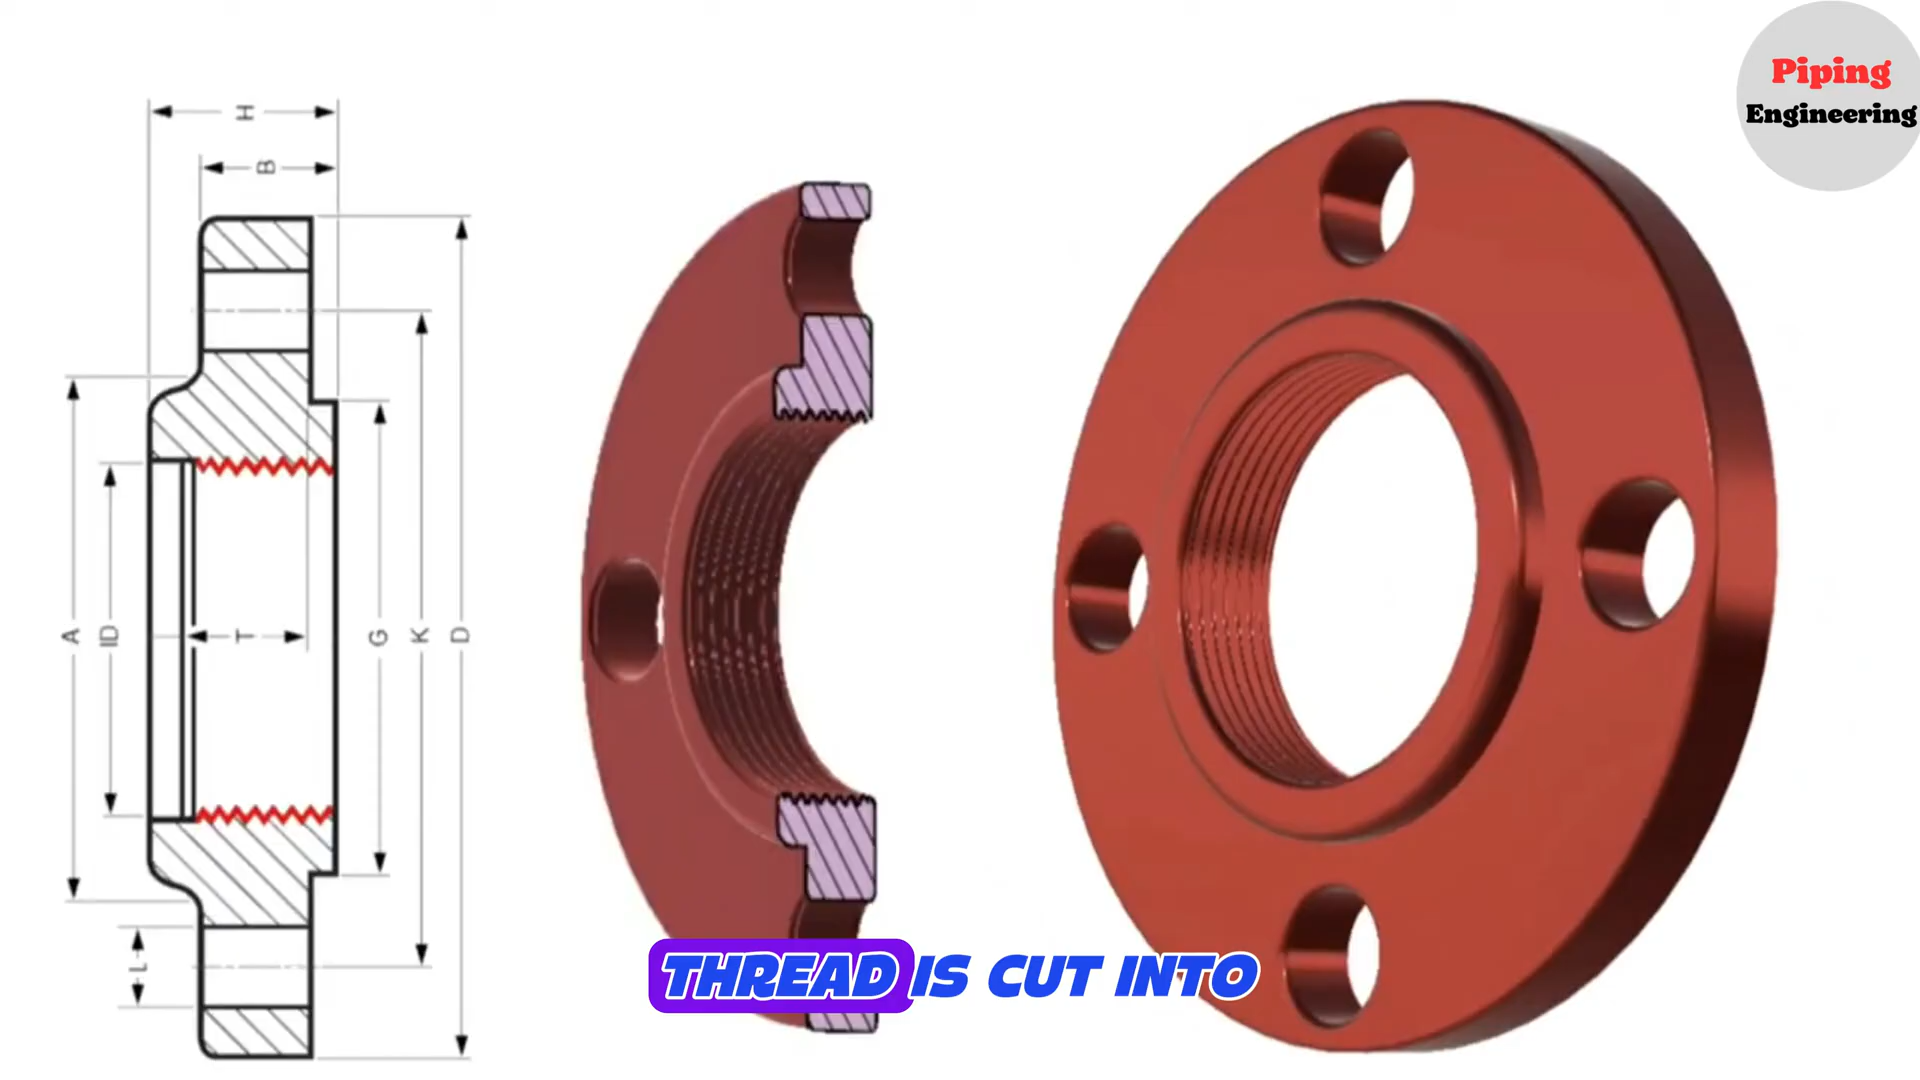 Piping
Engineering
H
B
A
ID
T
G
K
D
L
THREAD IS CUT INTO